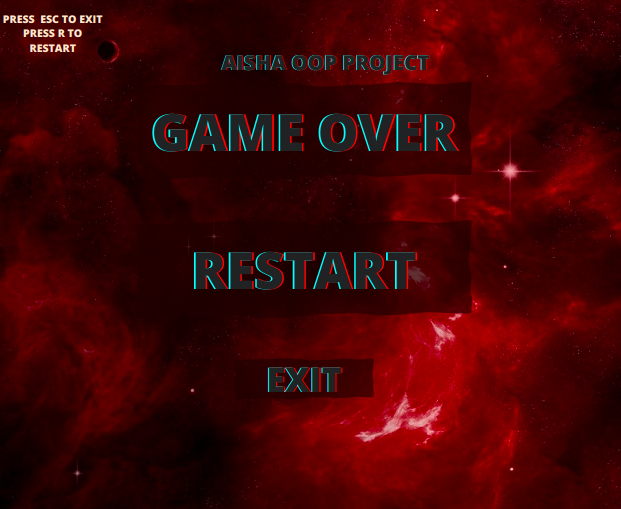 PRESS ESC TO EXIT
PRESS R TO
RESTART
AISHA OOP PROJECT
GAME OVER
RESTART
EXIT